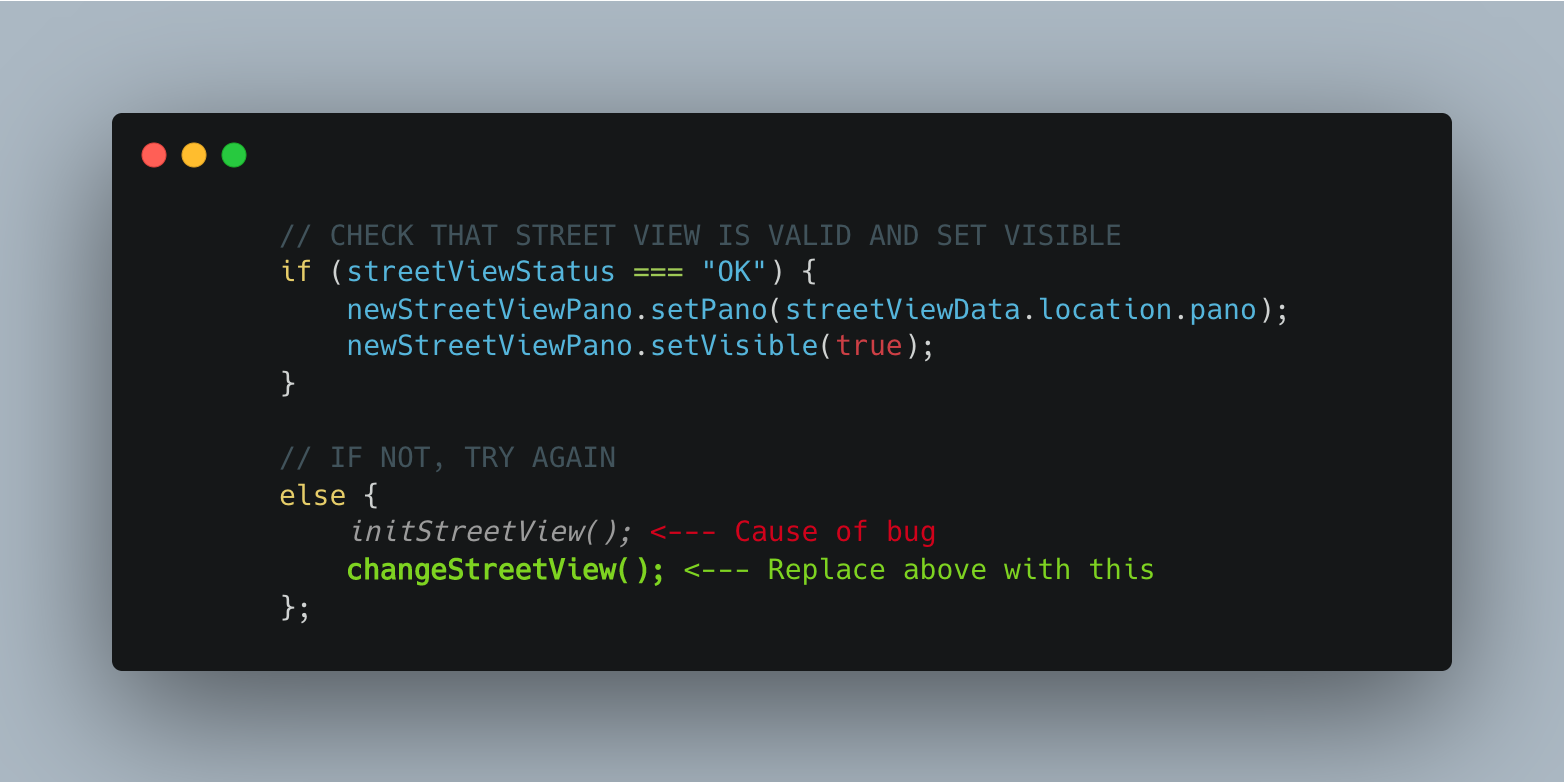 // CHECK THAT STREET VIEW IS VALID AND SET VISIBLE
if (streetViewStatus === "OK") {
newStreetViewPano.setPano(streetViewData.location.pano);
newStreetViewPano.setVisible(true);
}
// IF NOT, TRY AGAIN
else {
initStreetView(); <--- Cause of bug
changeStreetView(); <--- Replace above with this
};